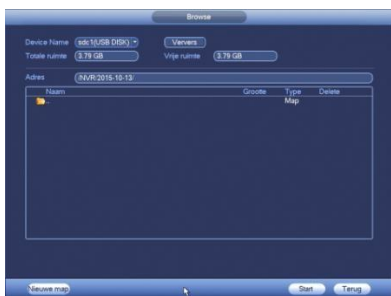 Browse
Device Name sdc1(USB DISK) Ververs
Totale ruimte 3.79 GB Vrije ruimte 3.79 GB
Adres /NVR/2015-10-13/
Naam Grootte Type Delete
.. Map
Nieuwe map Start Terug